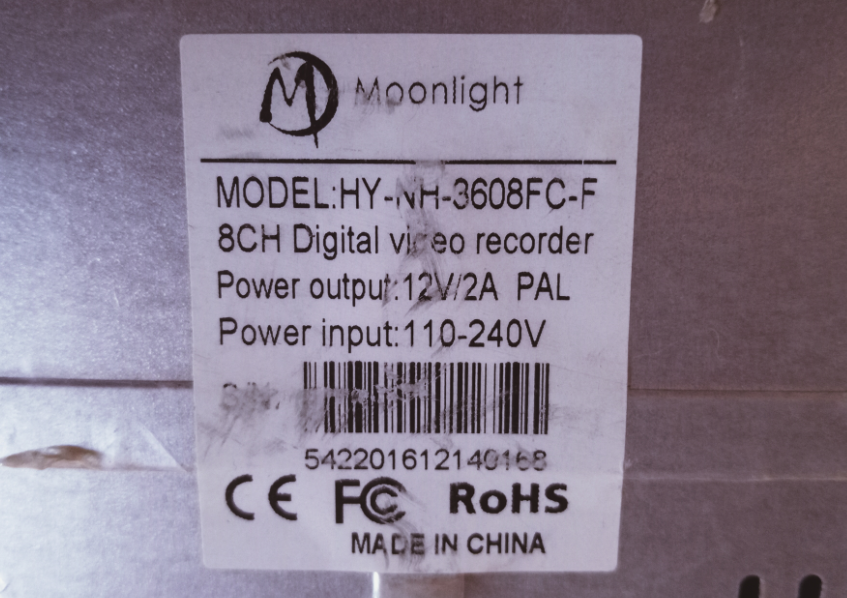 Moonlight
MODEL:HY-NH-3608FC-F
8CH Digital video recorder
Power output:12V/2A PAL
Power input:110-240V
542201612140168
CE FC RoHS
MADE IN CHINA